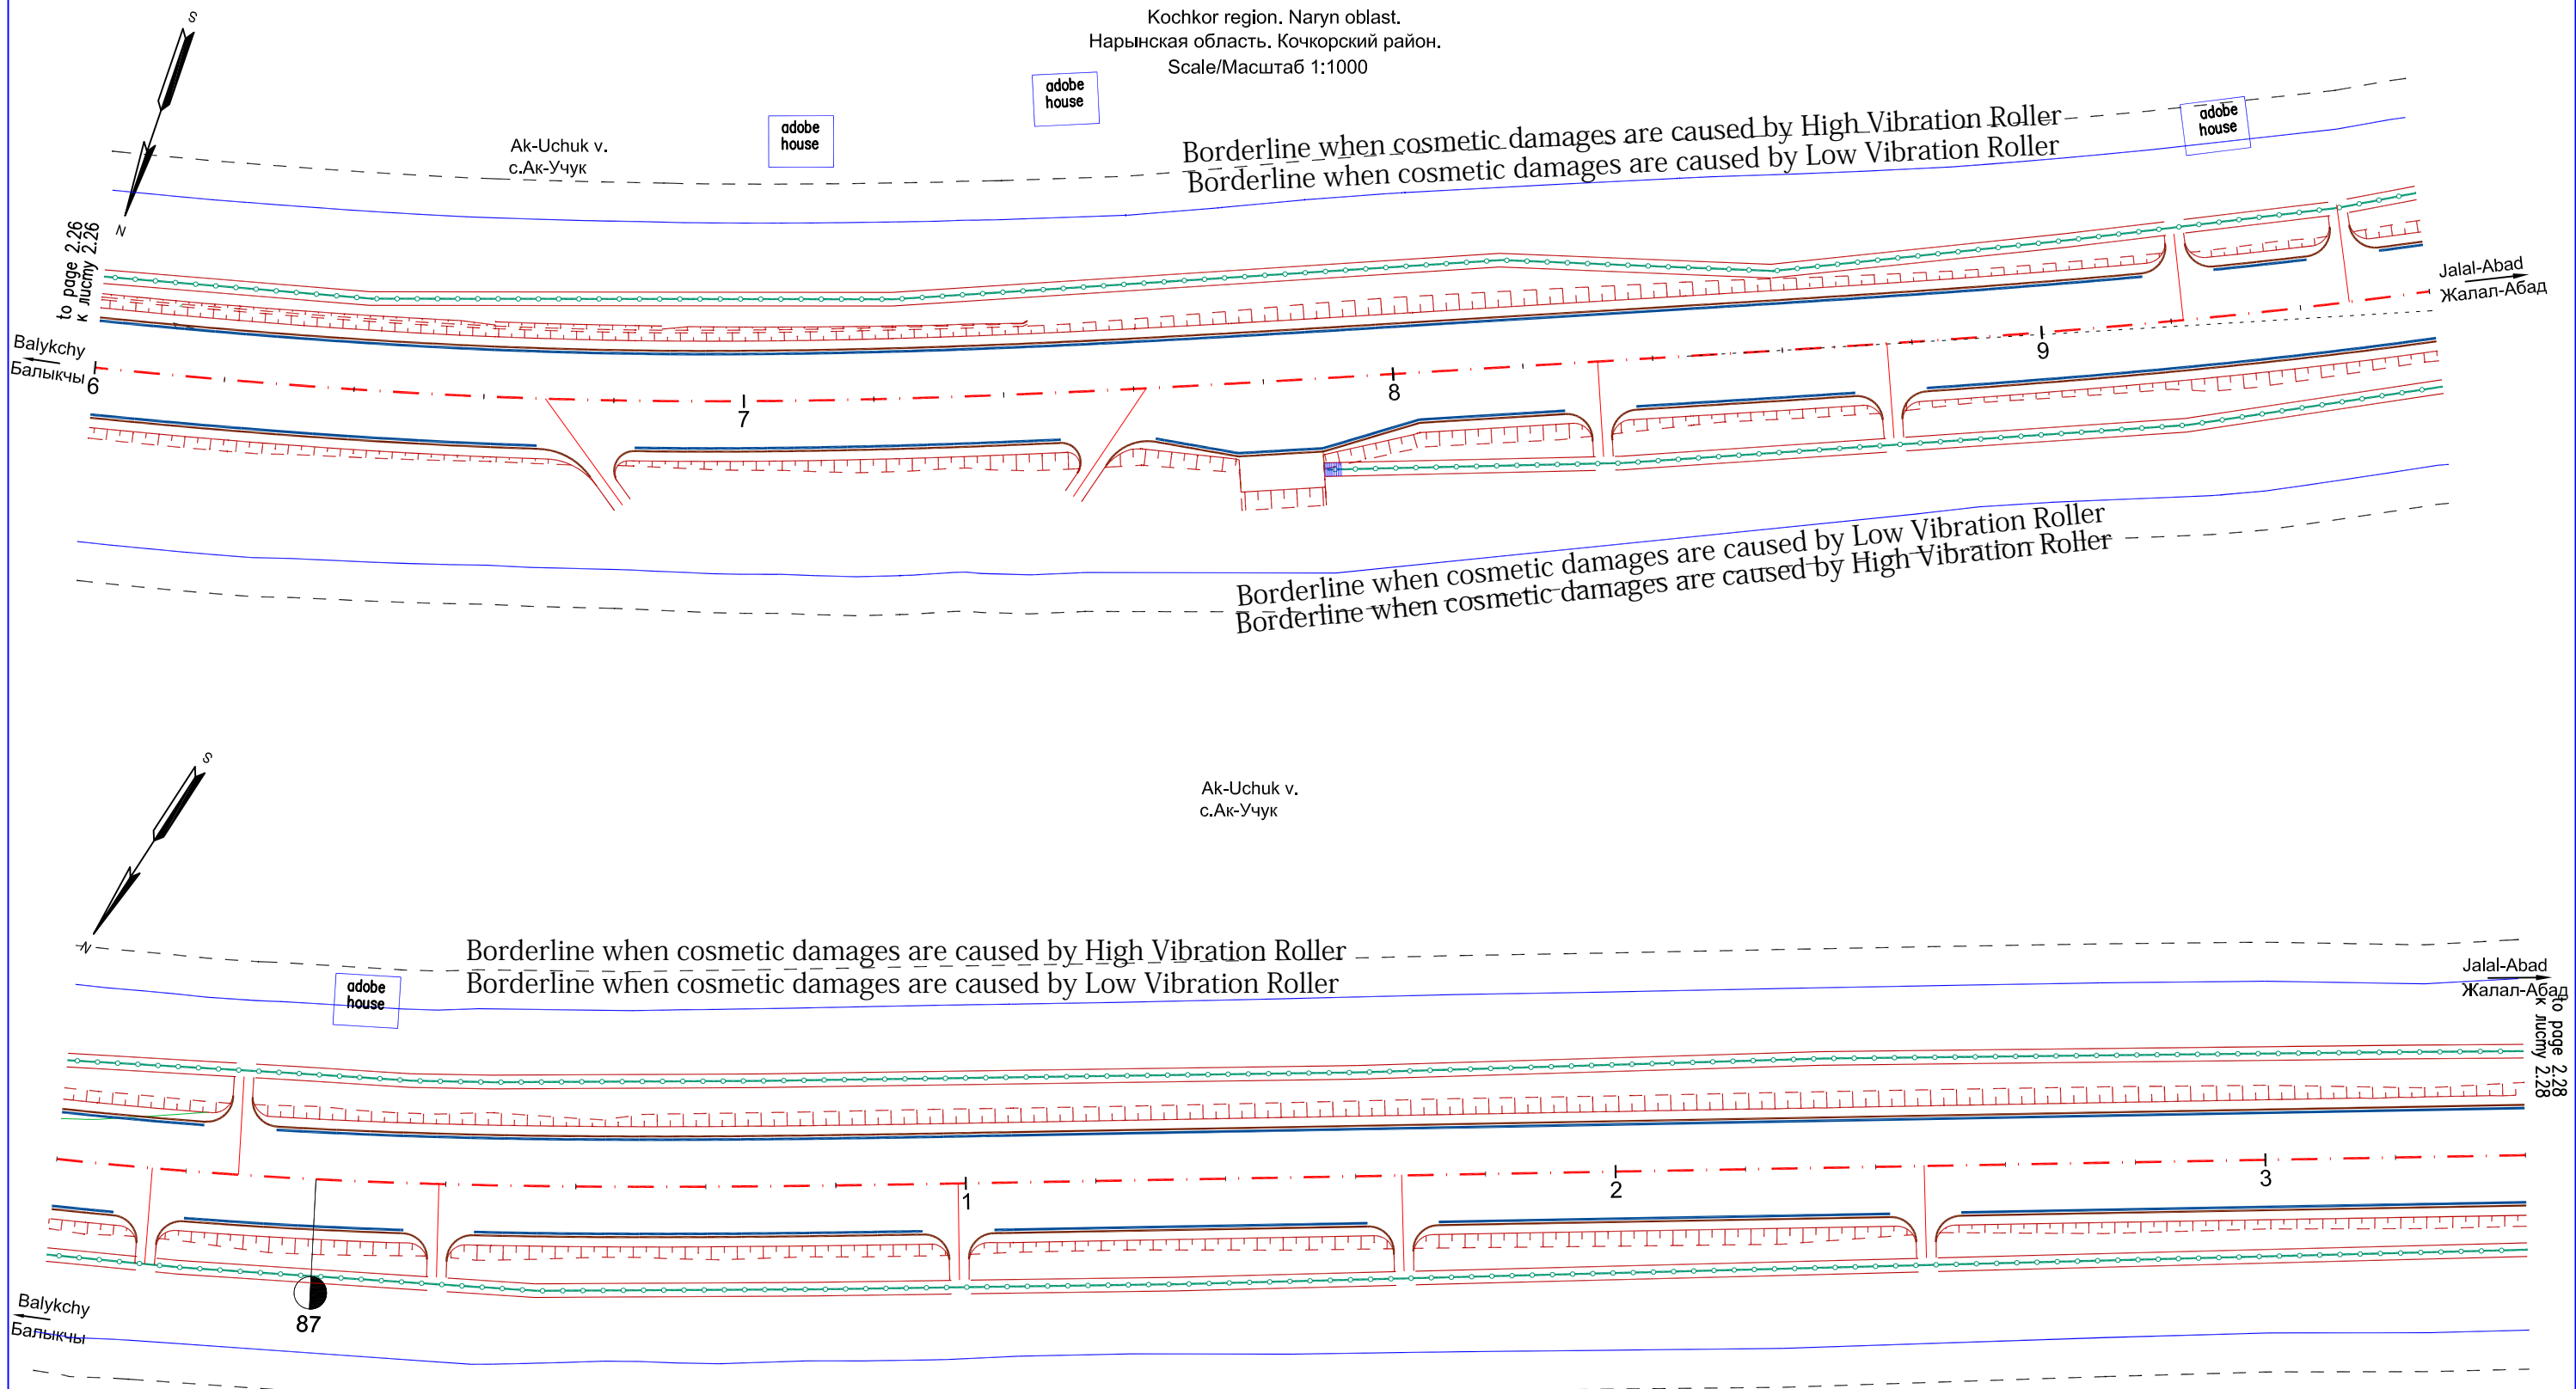 Kochkor region. Naryn oblast.
Нарынская область. Кочкорский район.
Scale/Масштаб 1:1000
S
N
adobe
house
adobe
house
adobe
house
Ak-Uchuk v.
с.Ак-Учук
Borderline when cosmetic damages are caused by High Vibration Roller
Borderline when cosmetic damages are caused by Low Vibration Roller
to page 2.26
к листу 2.26
Balykchy
Балыкчы
Jalal-Abad
Жалал-Абад
6
7
8
9
Borderline when cosmetic damages are caused by Low Vibration Roller
Borderline when cosmetic damages are caused by High Vibration Roller
S
N
Ak-Uchuk v.
с.Ак-Учук
Borderline when cosmetic damages are caused by High Vibration Roller
Borderline when cosmetic damages are caused by Low Vibration Roller
adobe
house
Jalal-Abad
Жалал-Абад
to page 2.28
к листу 2.28
1
2
3
87
Balykchy
Балыкчы